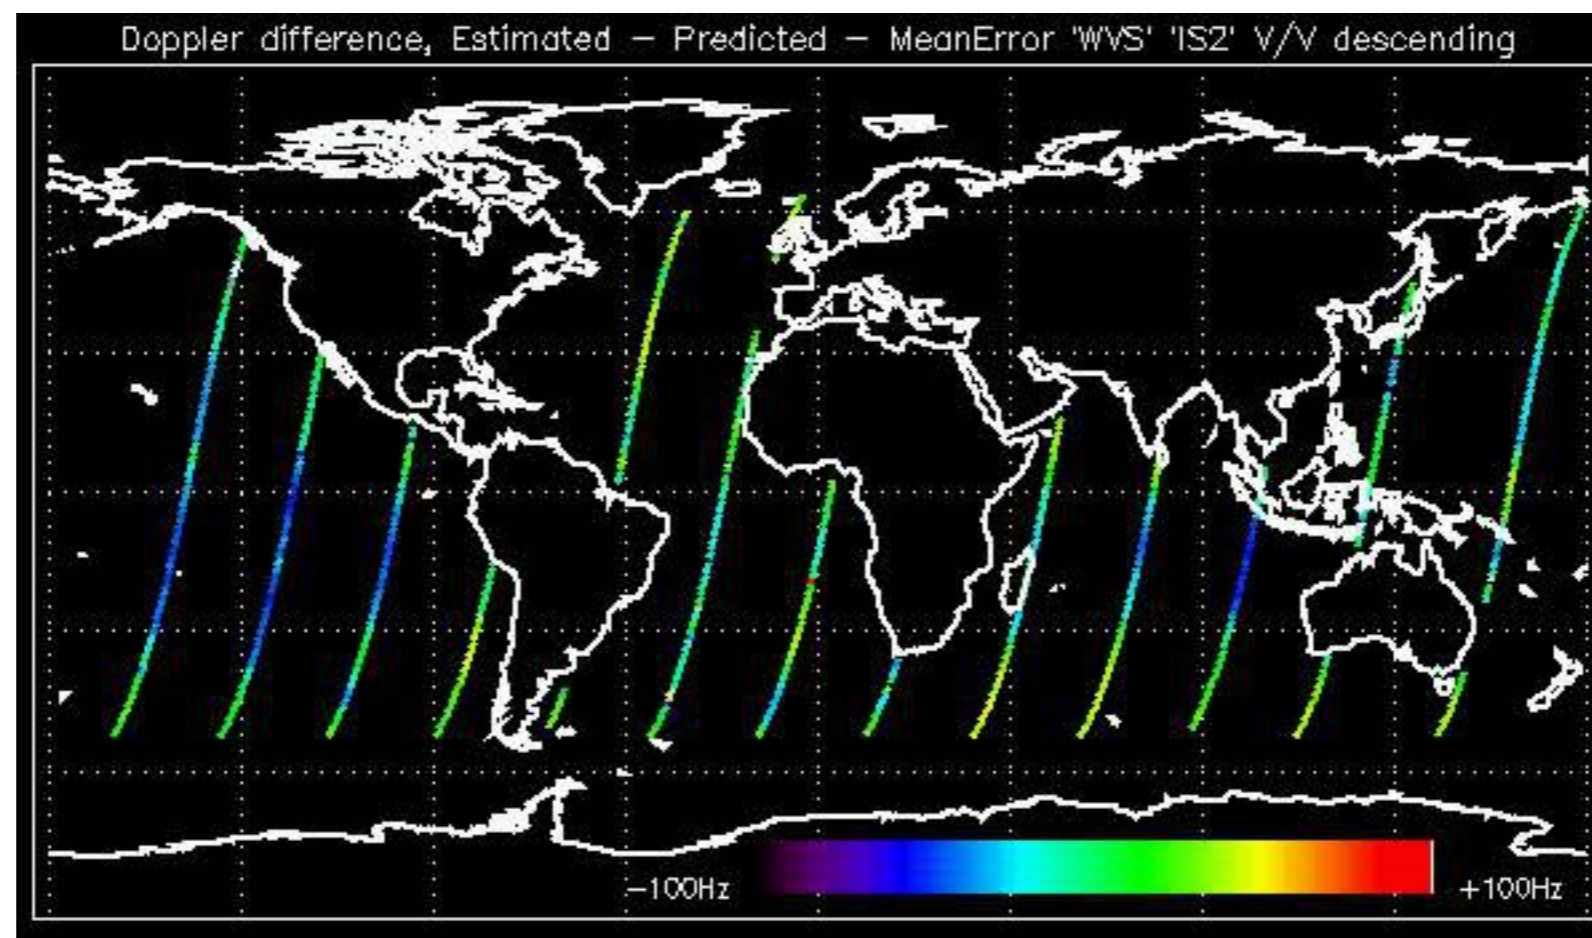 Doppler difference, Estimated — Predicted — MeanError 'WVS' 'IS2' V/V descending
—100Hz
+100Hz